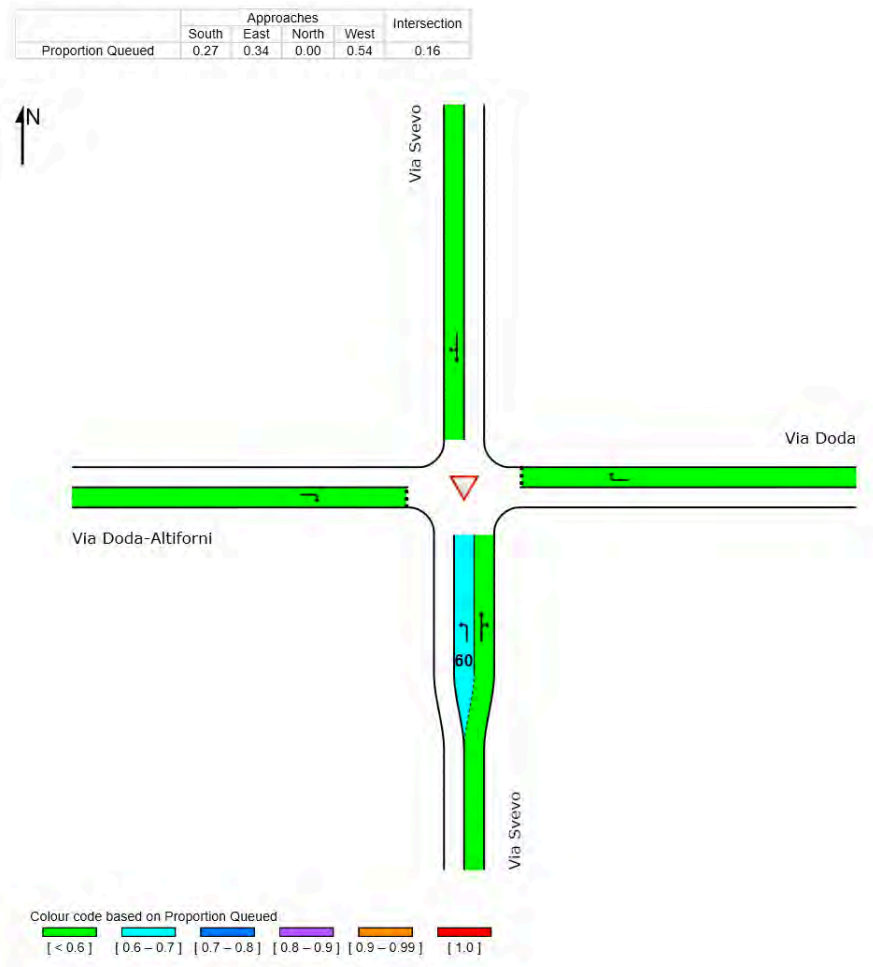 Approaches Intersection
South East North West
Proportion Queued 0.27 0.34 0.00 0.54 0.16
N
Via Svevo
Via Doda
Via Doda-Altiforni
60
Via Svevo
Colour code based on Proportion Queued
[ < 0.6 ] [ 0.6 – 0.7 ] [ 0.7 – 0.8 ] [ 0.8 – 0.9 ] [ 0.9 – 0.99 ] [ 1.0 ]